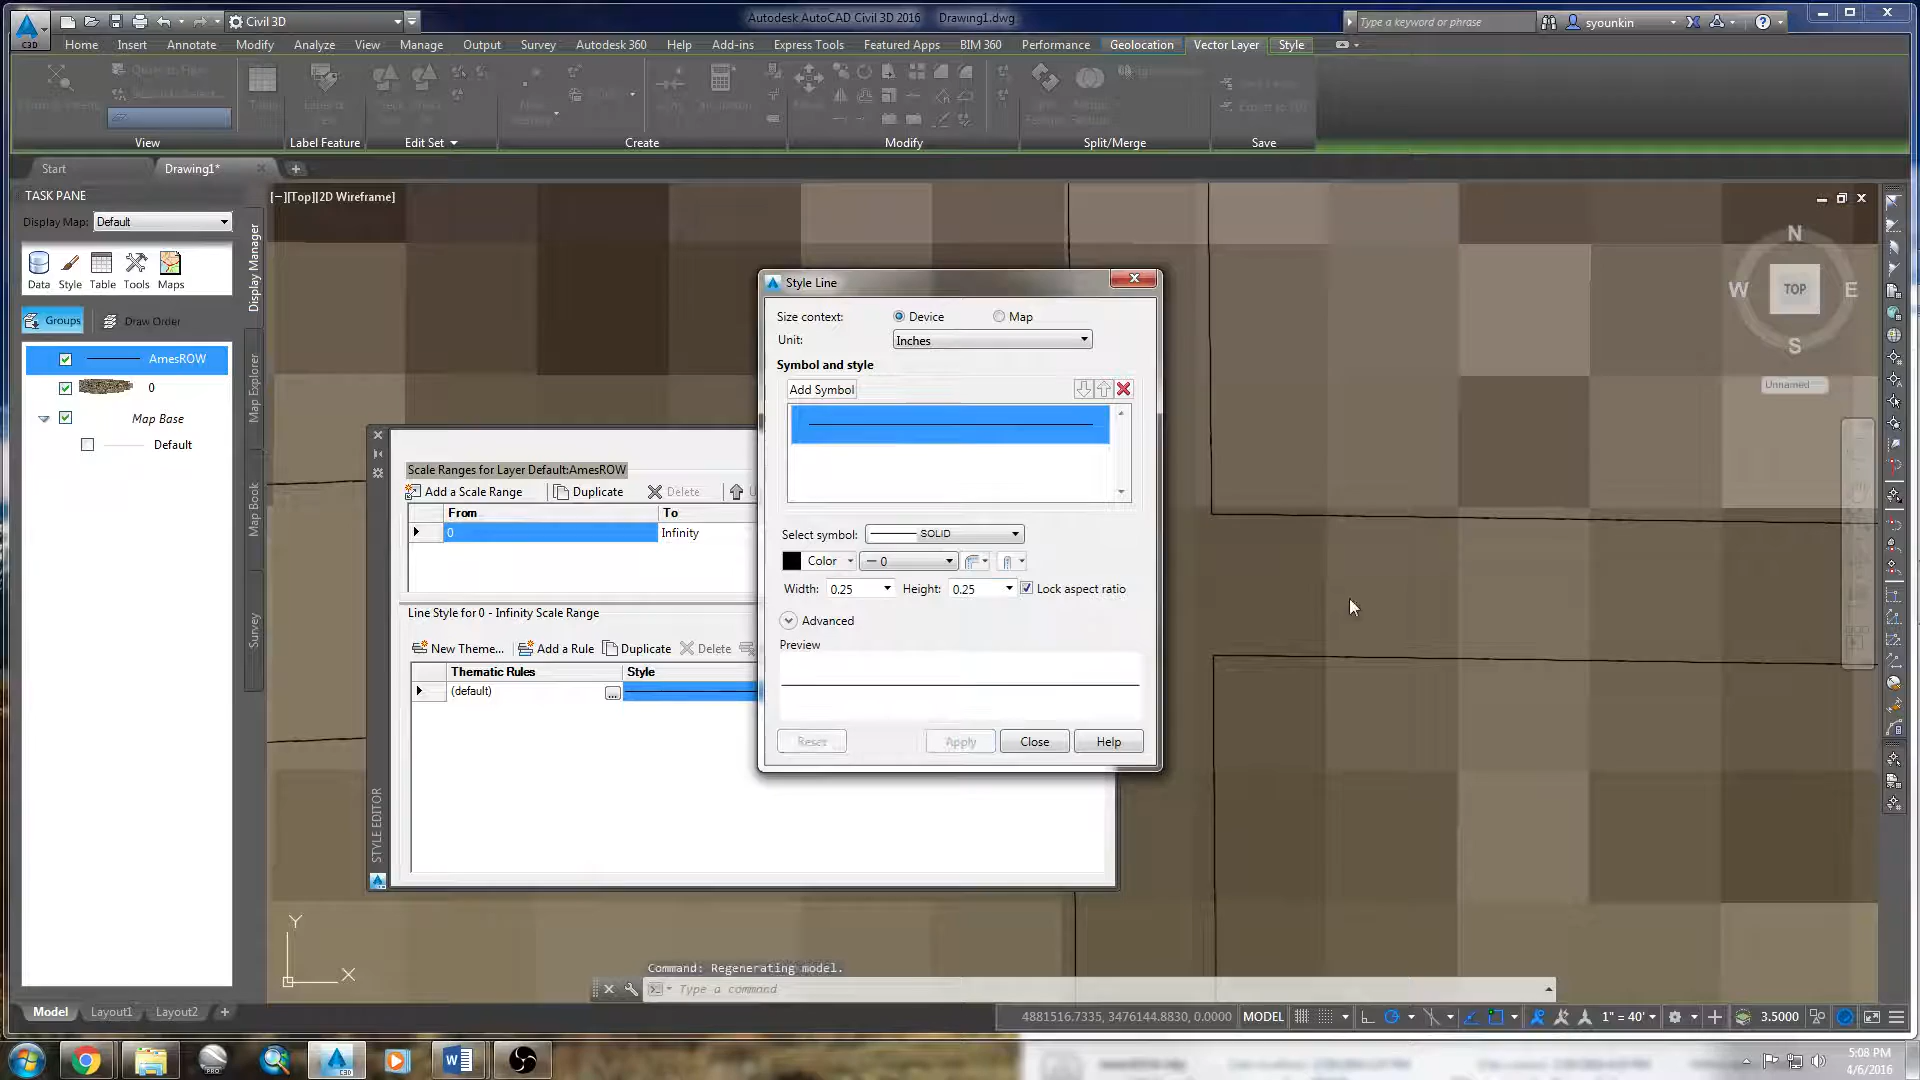 Civil 3D
Autodesk AutoCAD Civil 3D 2016 Drawing1.dwg
Type a keyword or phrase
syounkin
C3D
Home Insert Annotate Modify Analyze View Manage Output Survey Autodesk 360 Help Add-ins Express Tools Featured Apps BIM 360 Performance Geolocation Vector Layer Style
View Label Feature Edit Set Create Modify Split/Merge Save
Start Drawing1*
TASK PANE
Display Map: Default
Data Style Table Tools Maps
Groups Draw Order
AmesROW
0
Map Base
Default
Display Manager
Map Explorer
Map Book
Survey
[−][Top][2D Wireframe]
N
W TOP E
S
Unnamed
STYLE EDITOR
Scale Ranges for Layer Default:AmesROW
Add a Scale Range Duplicate Delete
From To
0 Infinity
Line Style for 0 - Infinity Scale Range
New Theme... Add a Rule Duplicate Delete
Thematic Rules Style
(default) ...
Style Line
Size context: Device Map
Unit: Inches
Symbol and style
Add Symbol
Select symbol: SOLID
Color 0
Width: 0.25 Height: 0.25 Lock aspect ratio
Advanced
Preview
Reset Apply Close Help
Y
X
Command: Regenerating model.
Type a command
Model Layout1 Layout2 +
4881516.7335, 3476144.8830, 0.0000 MODEL 1" = 40' 3.5000
PRO
C3D
5:08 PM
4/6/2016